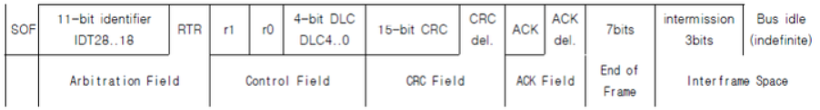 SOF
11-bit identifier
IDT28..18
RTR
r1
r0
4-bit DLC
DLC4..0
15-bit CRC
CRC
del.
ACK
ACK
del.
7bits
intermission
3bits
Bus idle
(indefinite)
Arbitration Field
Control Field
CRC Field
ACK Field
End of
Frame
Interframe Space